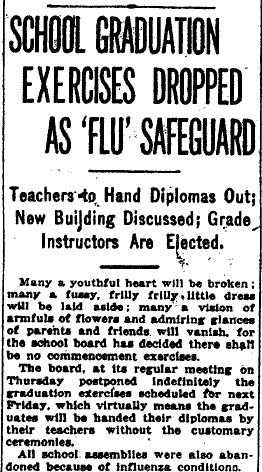 SCHOOL GRADUATION
EXERCISES DROPPED
AS 'FLU' SAFEGUARD
Teachers to Hand Diplomas Out;
New Building Discussed; Grade
Instructors Are Ejected.
Many a youthful heart will be broken;
many a fussy, frilly frilly little dress
will be laid aside; many a vision of
armfuls of flowers and admiring glances
of parents and friends will vanish, for
the school board has decided there shall
be no commencement exercises.
The board, at its regular meeting on
Thursday postponed indefinitely the
graduation exercises scheduled for next
Friday, which virtually means the grad-
uates will be handed their diplomas by
their teachers without the customary
ceremonies.
All school assemblies were also aban-
doned because of influenza conditions.